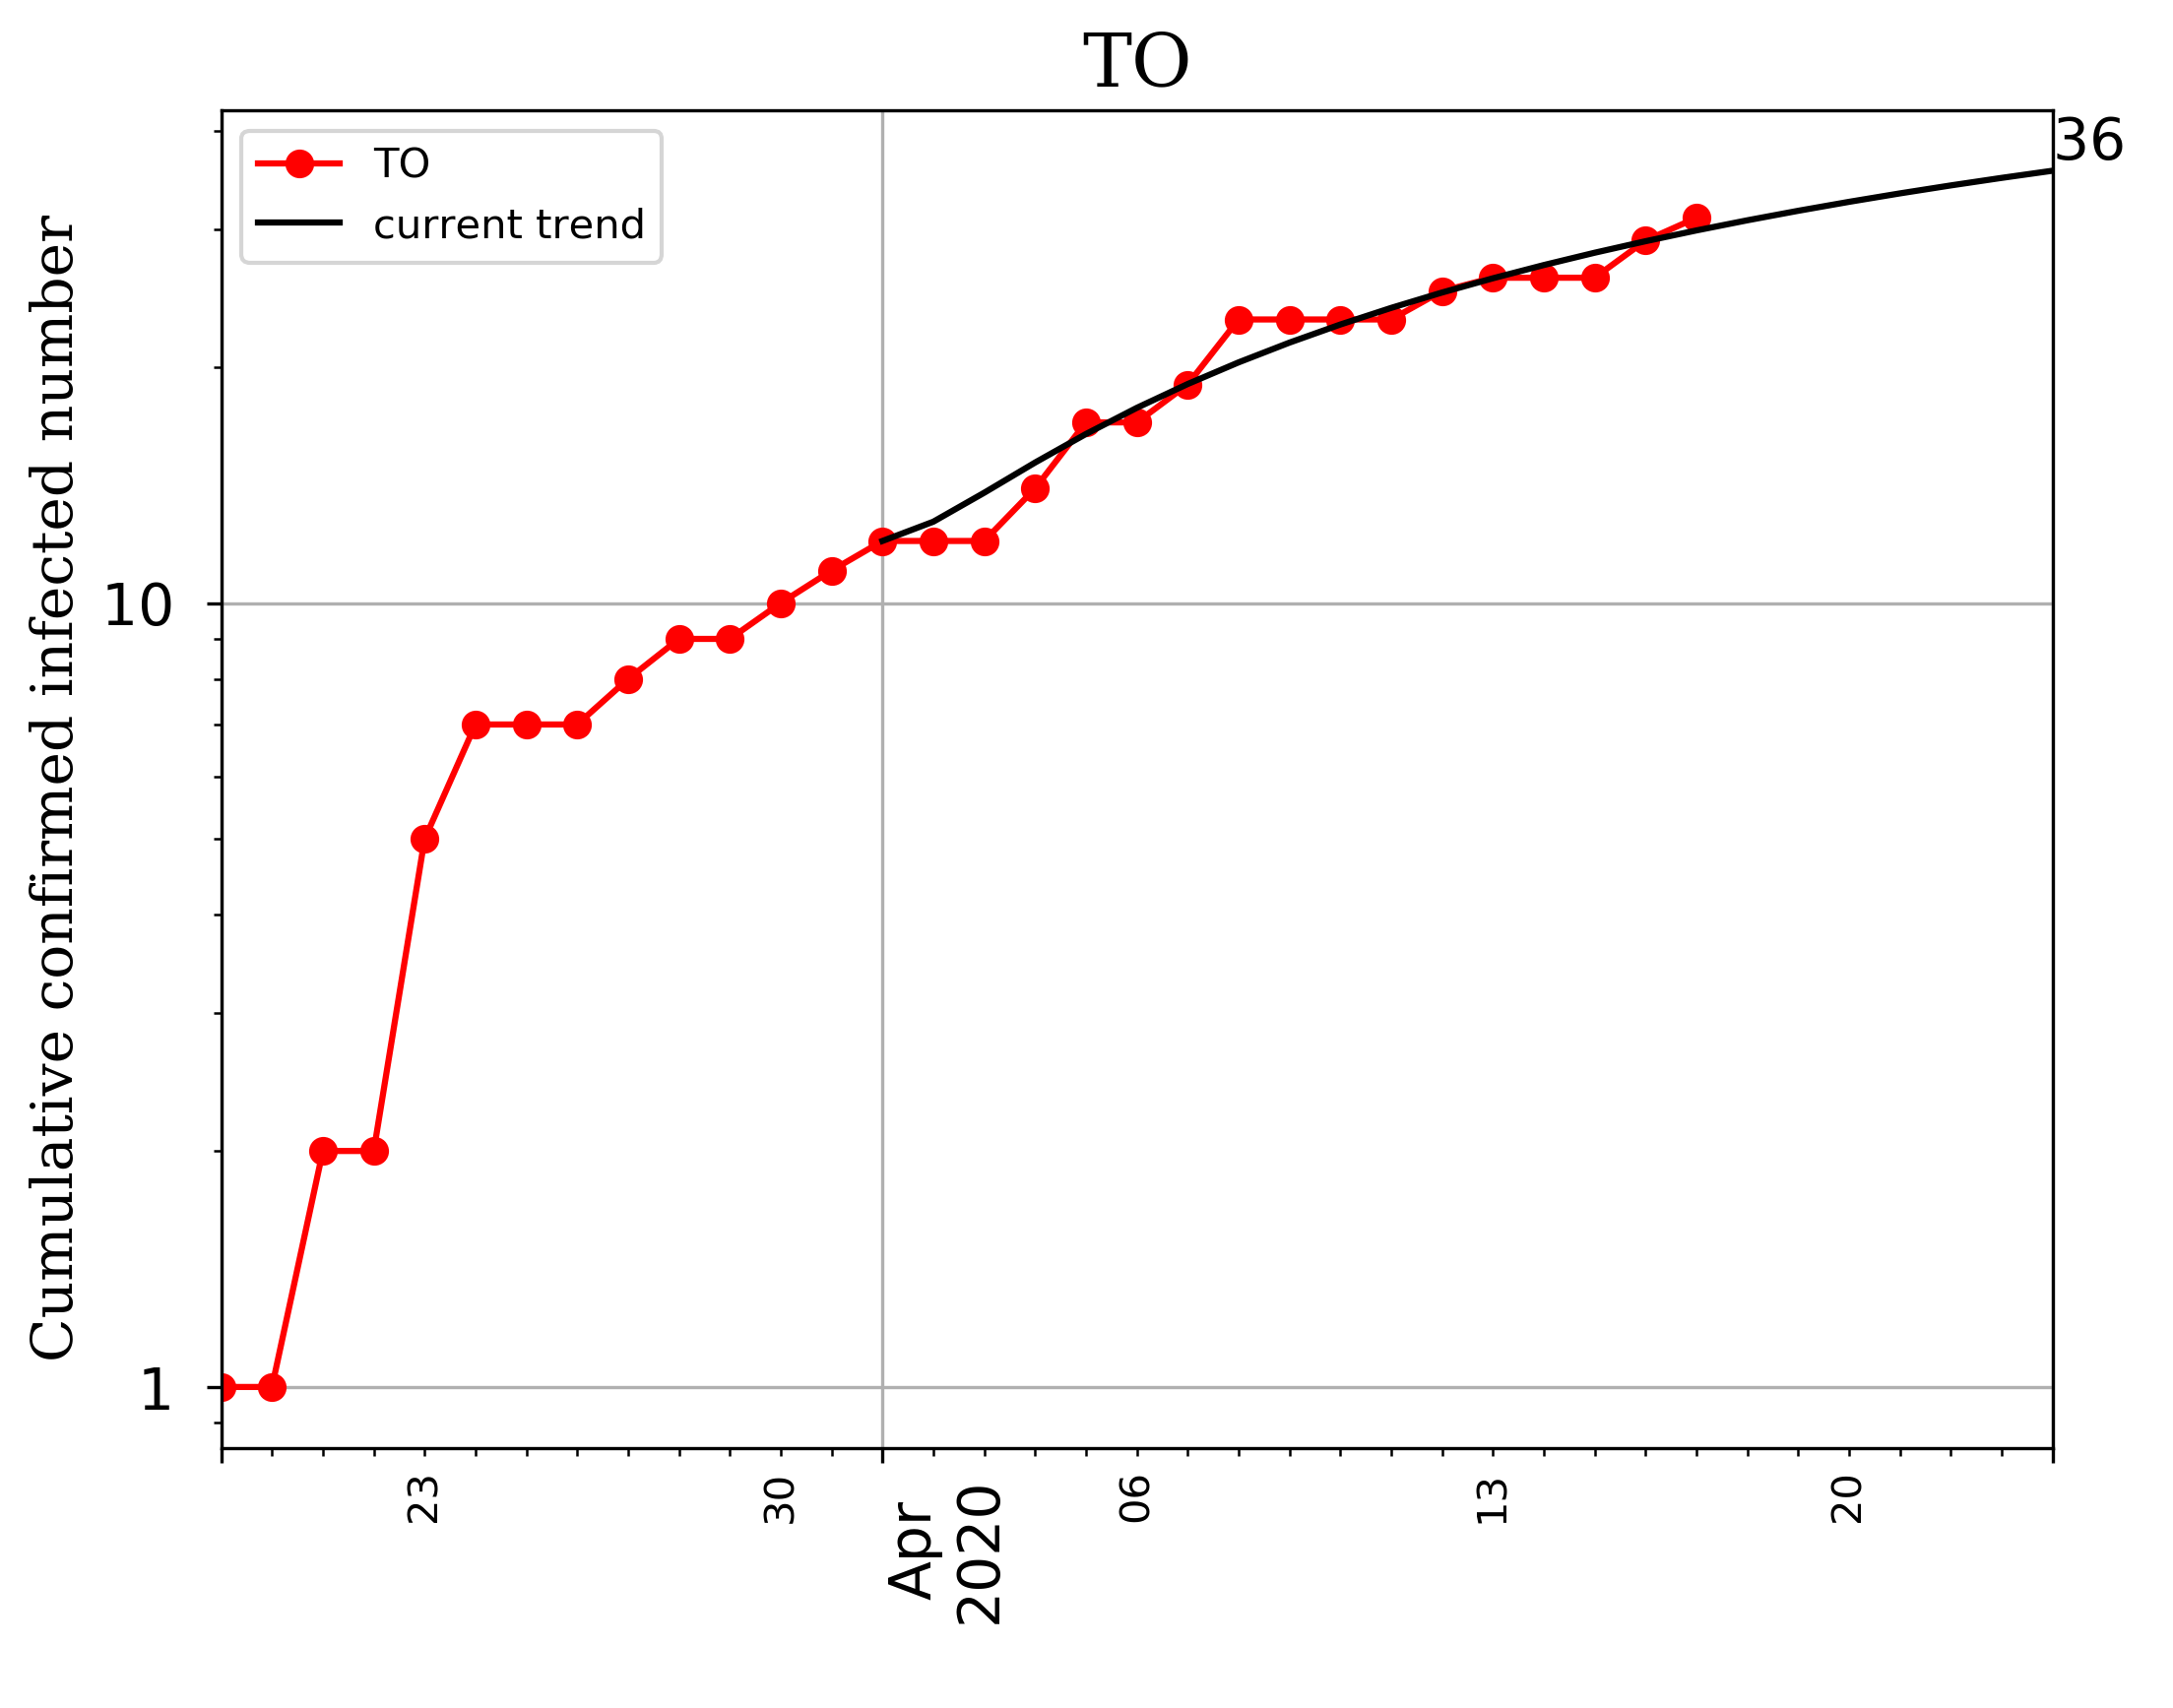 TO
36
TO
current trend
Cumulative confirmed infected number
10
1
23
30
Apr
2020
06
13
20